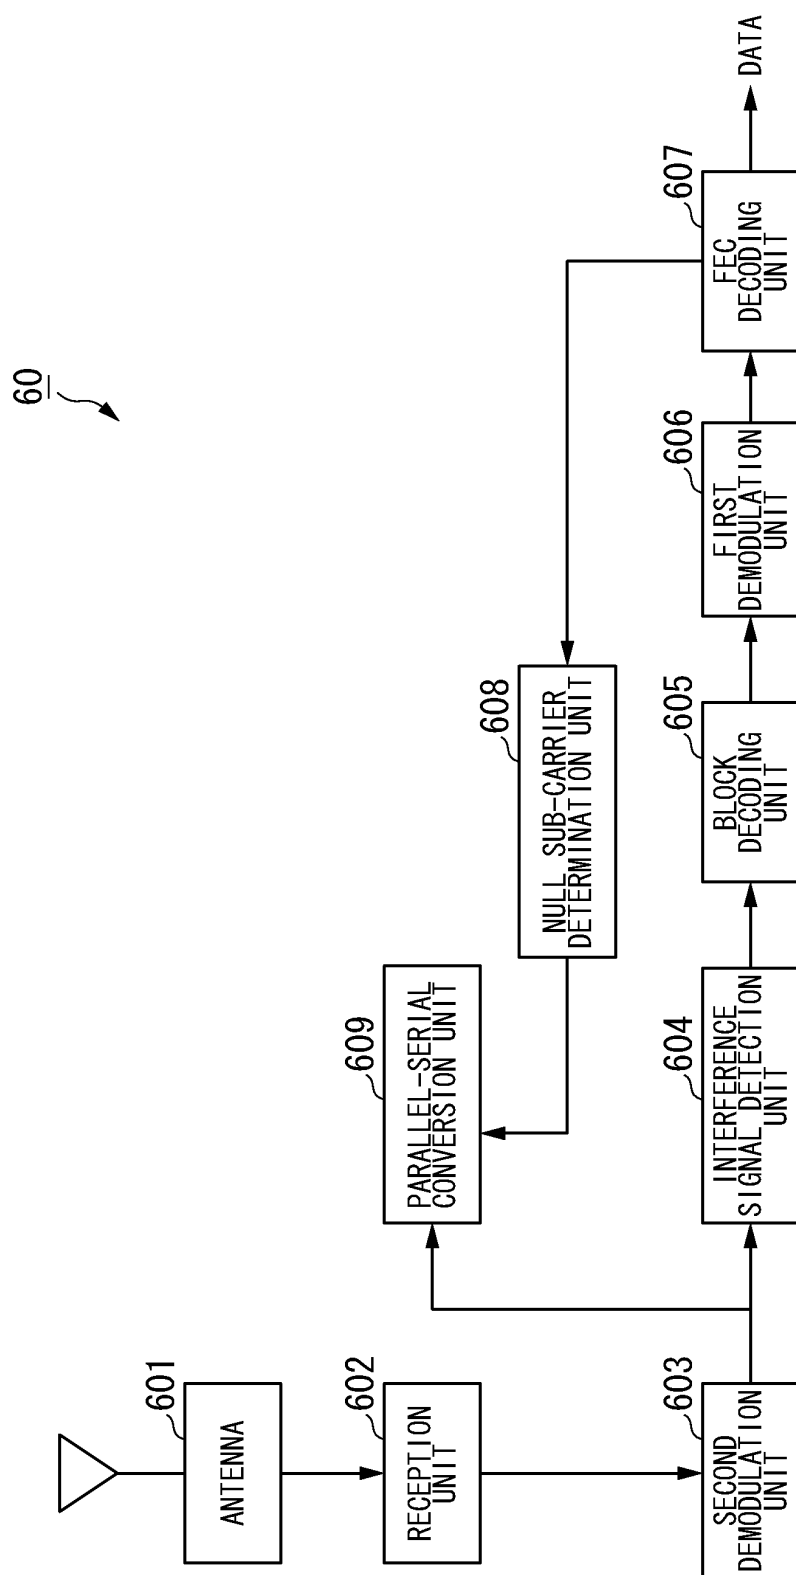 60
601
ANTENNA
602
RECEPTION
UNIT
603
SECOND
DEMODULATION
UNIT
609
PARALLEL-SERIAL
CONVERSION UNIT
604
INTERFERENCE
SIGNAL DETECTION
UNIT
608
NULL SUB-CARRIER
DETERMINATION UNIT
605
BLOCK
DECODING
UNIT
606
FIRST
DEMODULATION
UNIT
607
FEC
DECODING
UNIT
DATA